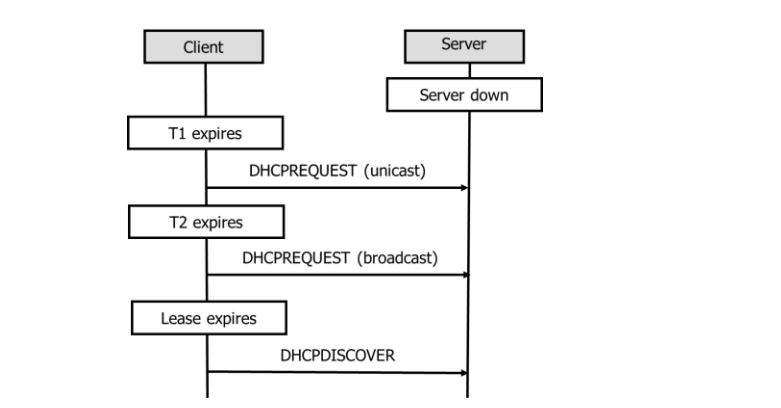 Client
Server
Server down
T1 expires
DHCPREQUEST (unicast)
T2 expires
DHCPREQUEST (broadcast)
Lease expires
DHCPDISCOVER